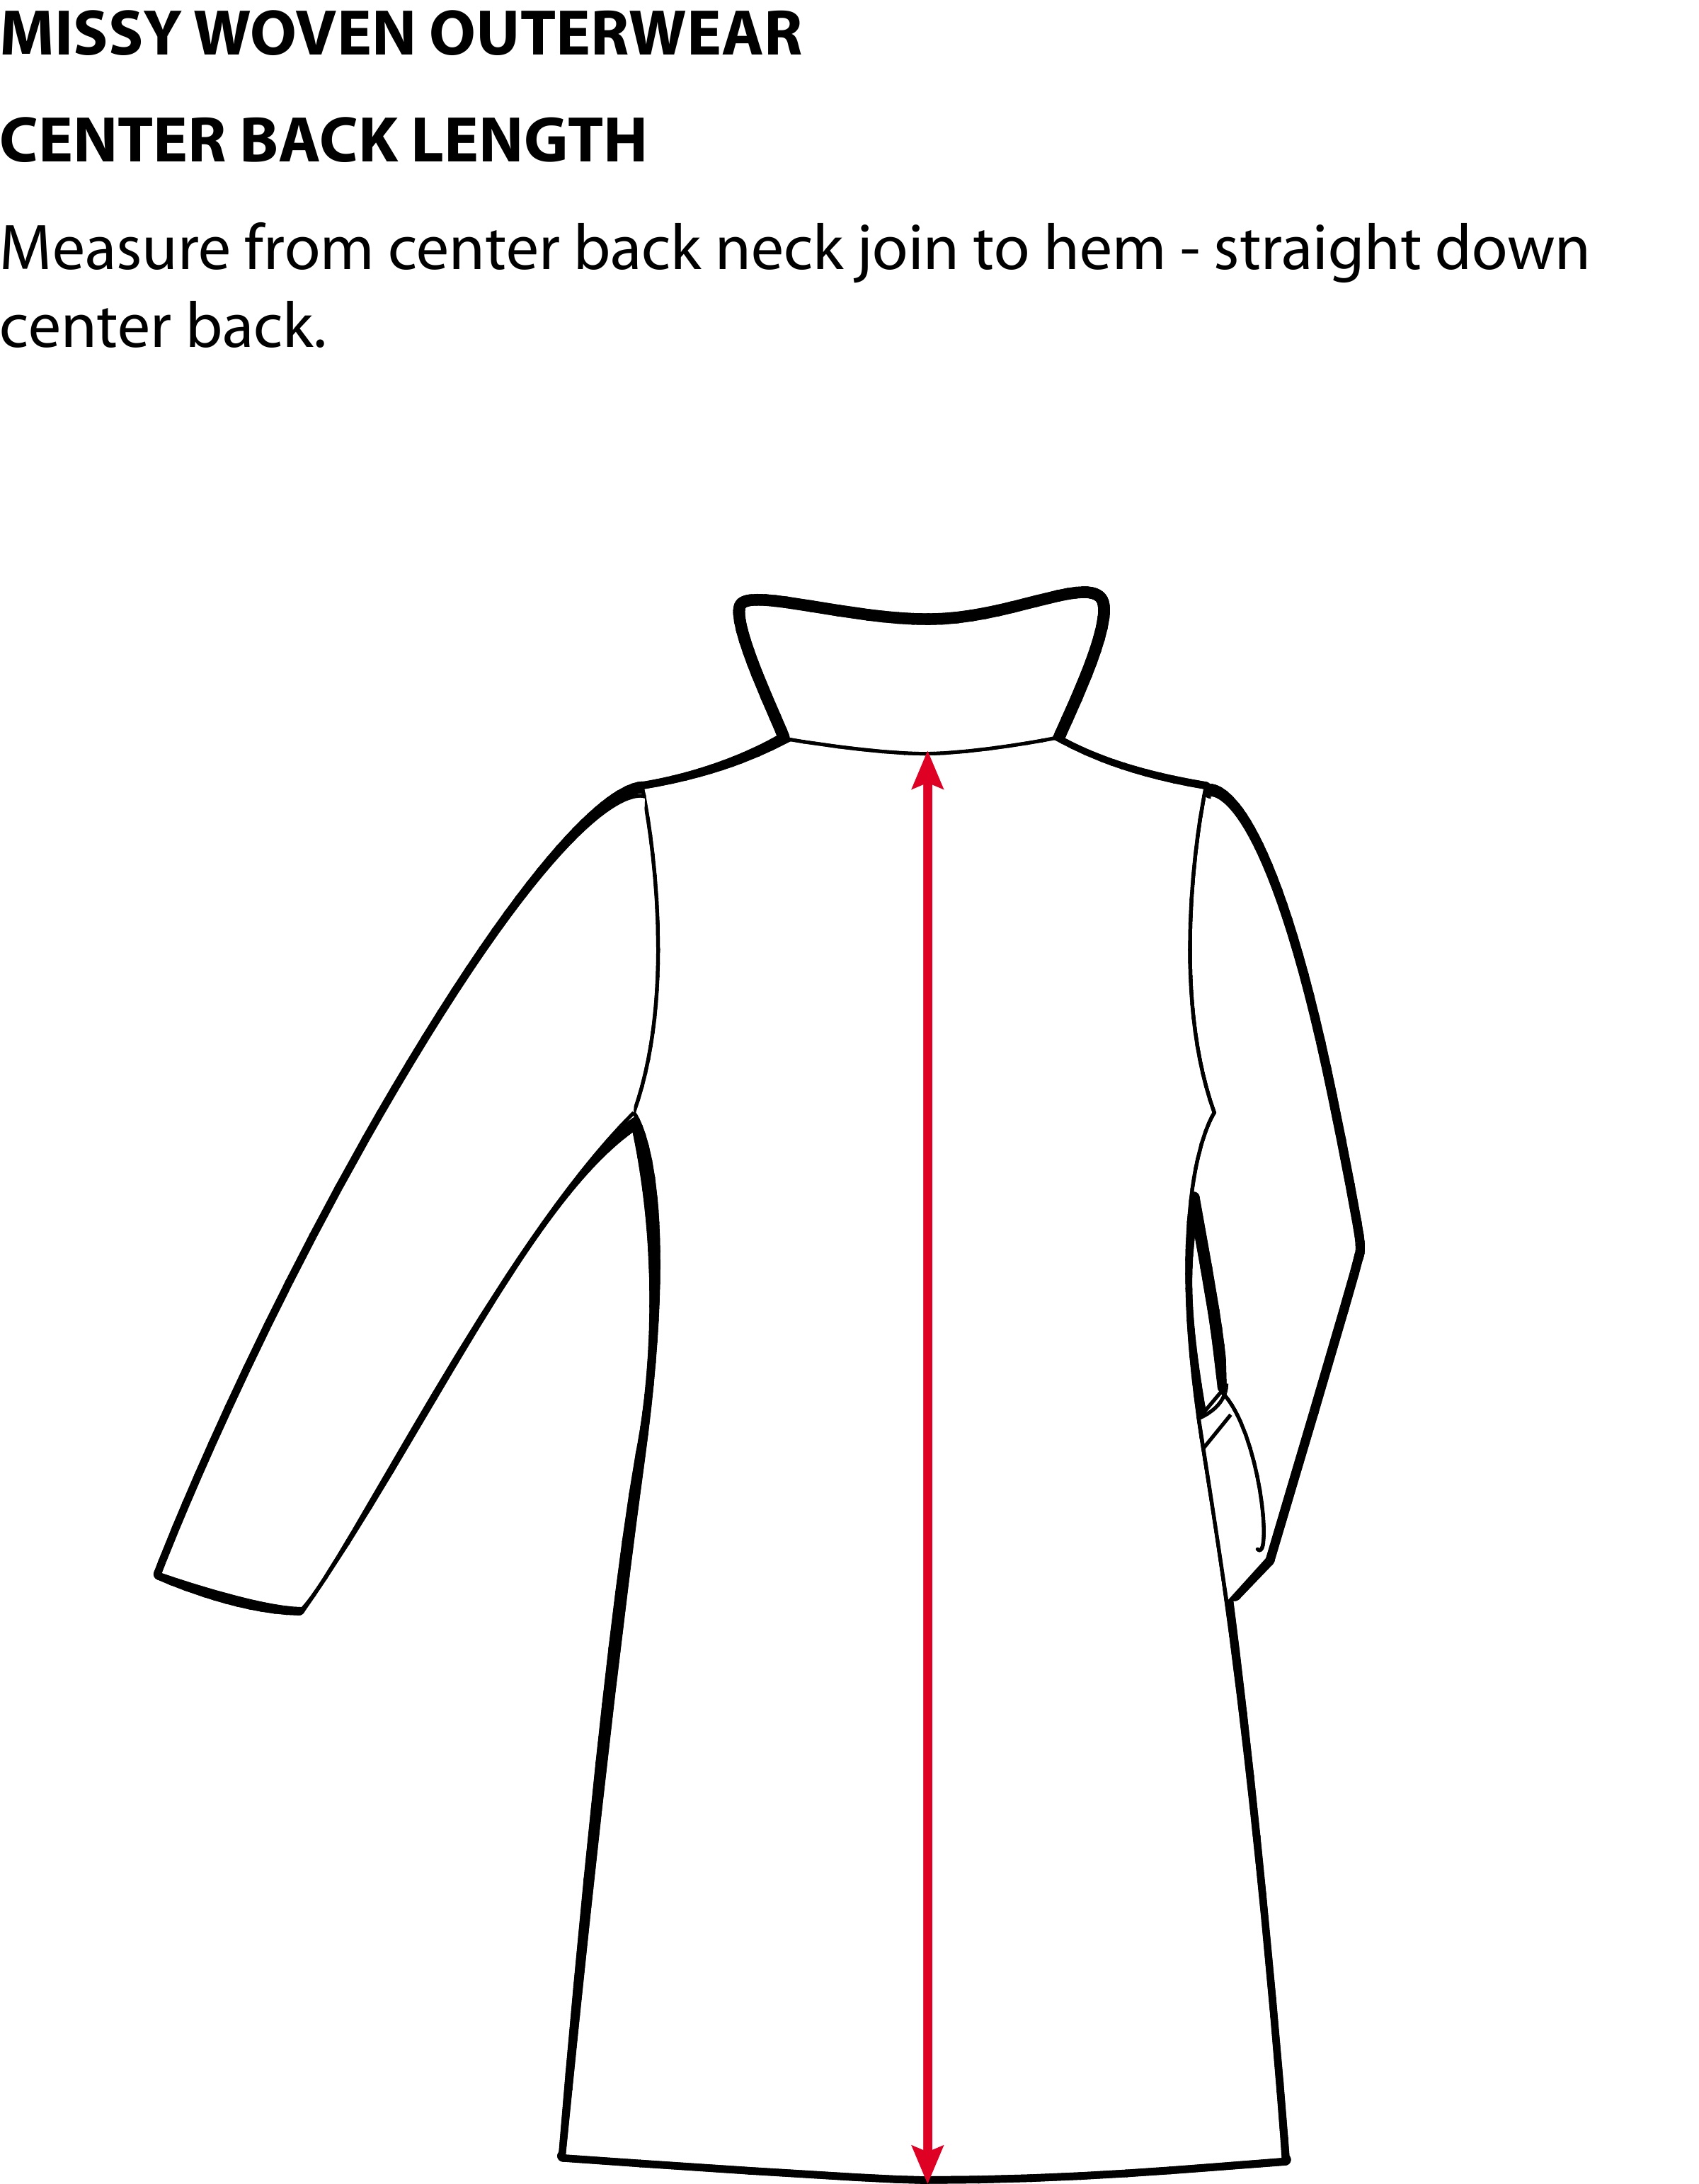 MISSY WOVEN OUTERWEAR
CENTER BACK LENGTH
Measure from center back neck join to hem - straight down
center back.